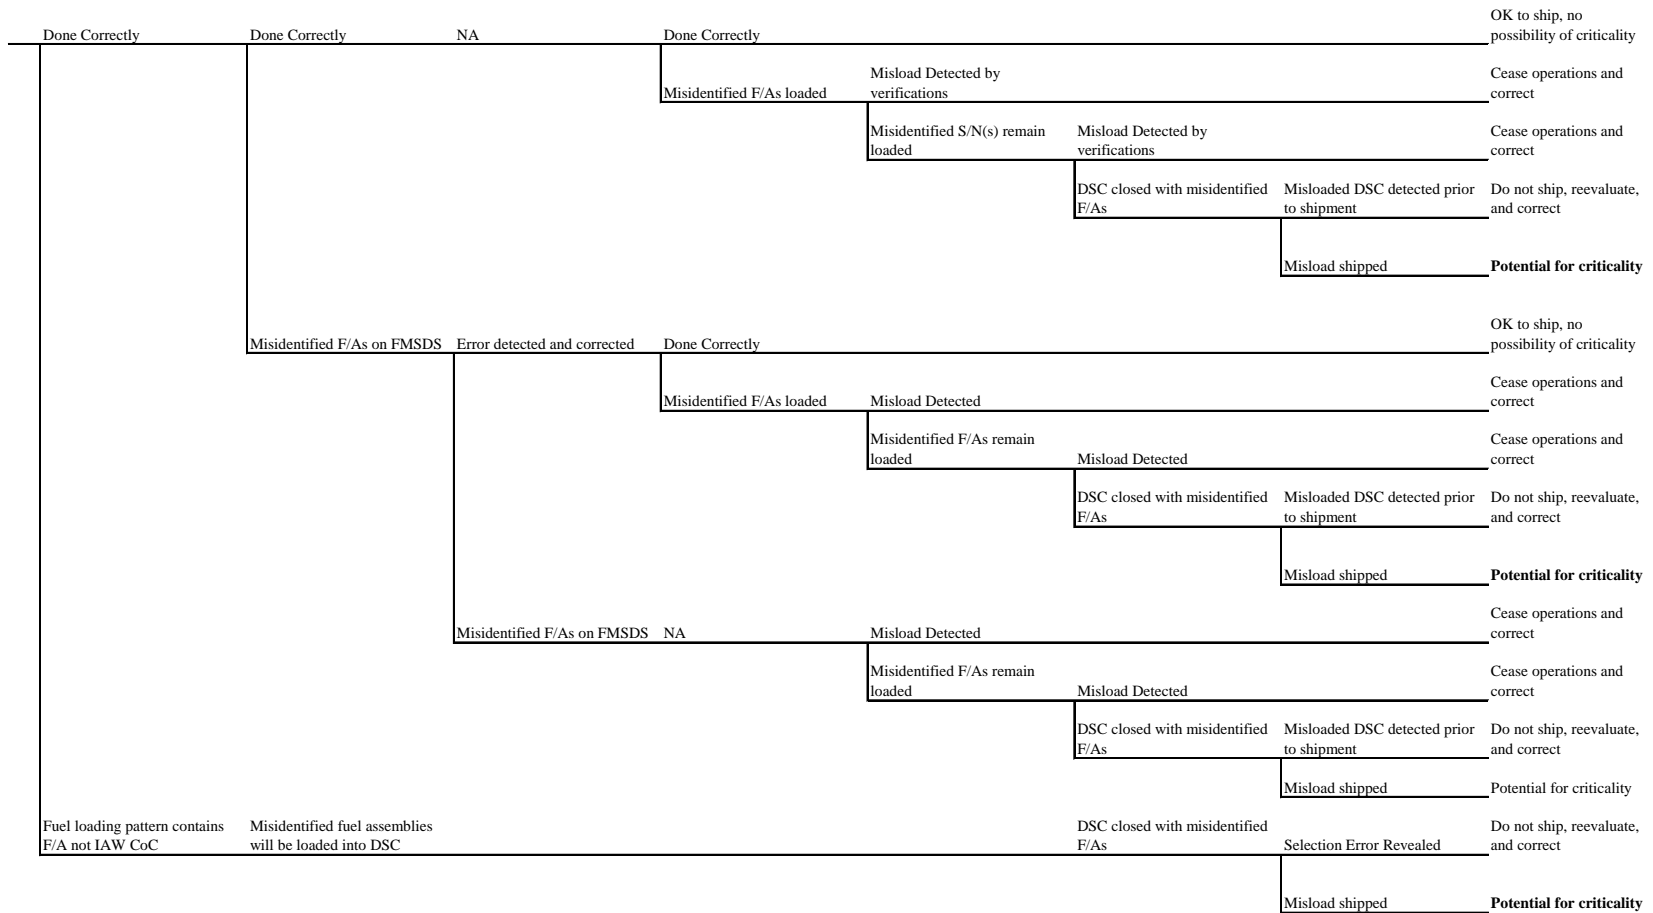 OK to ship, no
Done Correctly Done Correctly NA Done Correctly possibility of criticality
Misload Detected by Cease operations and
Misidentified F/As loaded verifications correct
Misidentified S/N(s) remain Misload Detected by Cease operations and
loaded verifications correct
DSC closed with misidentified Misloaded DSC detected prior Do not ship, reevaluate,
F/As to shipment and correct
Misload shipped Potential for criticality
OK to ship, no
Misidentified F/As on FMSDS Error detected and corrected Done Correctly possibility of criticality
Cease operations and
Misidentified F/As loaded Misload Detected correct
Misidentified F/As remain Cease operations and
loaded Misload Detected correct
DSC closed with misidentified Misloaded DSC detected prior Do not ship, reevaluate,
F/As to shipment and correct
Misload shipped Potential for criticality
Cease operations and
Misidentified F/As on FMSDS NA Misload Detected correct
Misidentified F/As remain Cease operations and
loaded Misload Detected correct
DSC closed with misidentified Misloaded DSC detected prior Do not ship, reevaluate,
F/As to shipment and correct
Misload shipped Potential for criticality
Fuel loading pattern contains Misidentified fuel assemblies DSC closed with misidentified Do not ship, reevaluate,
F/A not IAW CoC will be loaded into DSC F/As Selection Error Revealed and correct
Misload shipped Potential for criticality